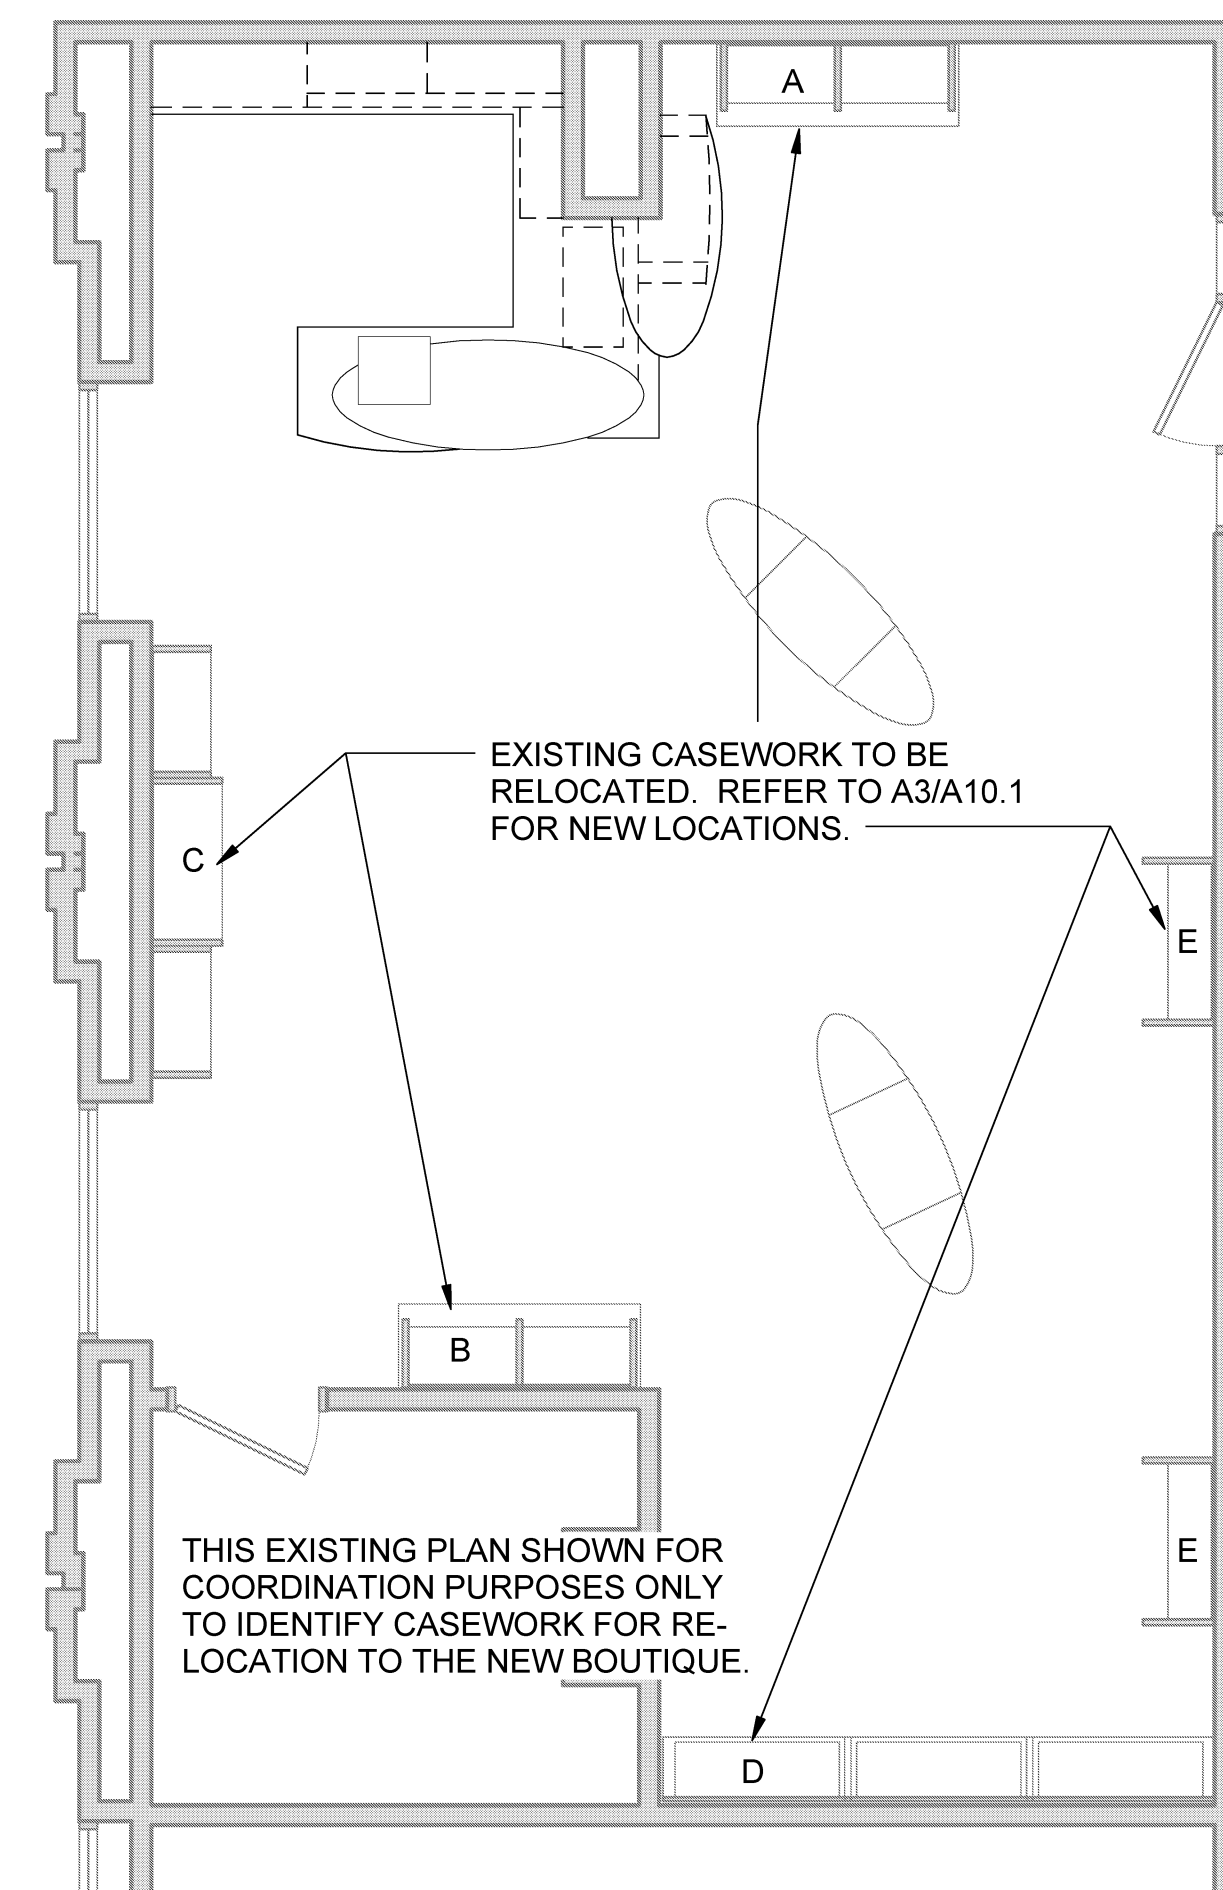 A
EXISTING CASEWORK TO BE
RELOCATED.  REFER TO A3/A10.1
FOR NEW LOCATIONS.
C
E
B
THIS EXISTING PLAN SHOWN FOR
COORDINATION PURPOSES ONLY
TO IDENTIFY CASEWORK FOR RE-
LOCATION TO THE NEW BOUTIQUE.
E
D